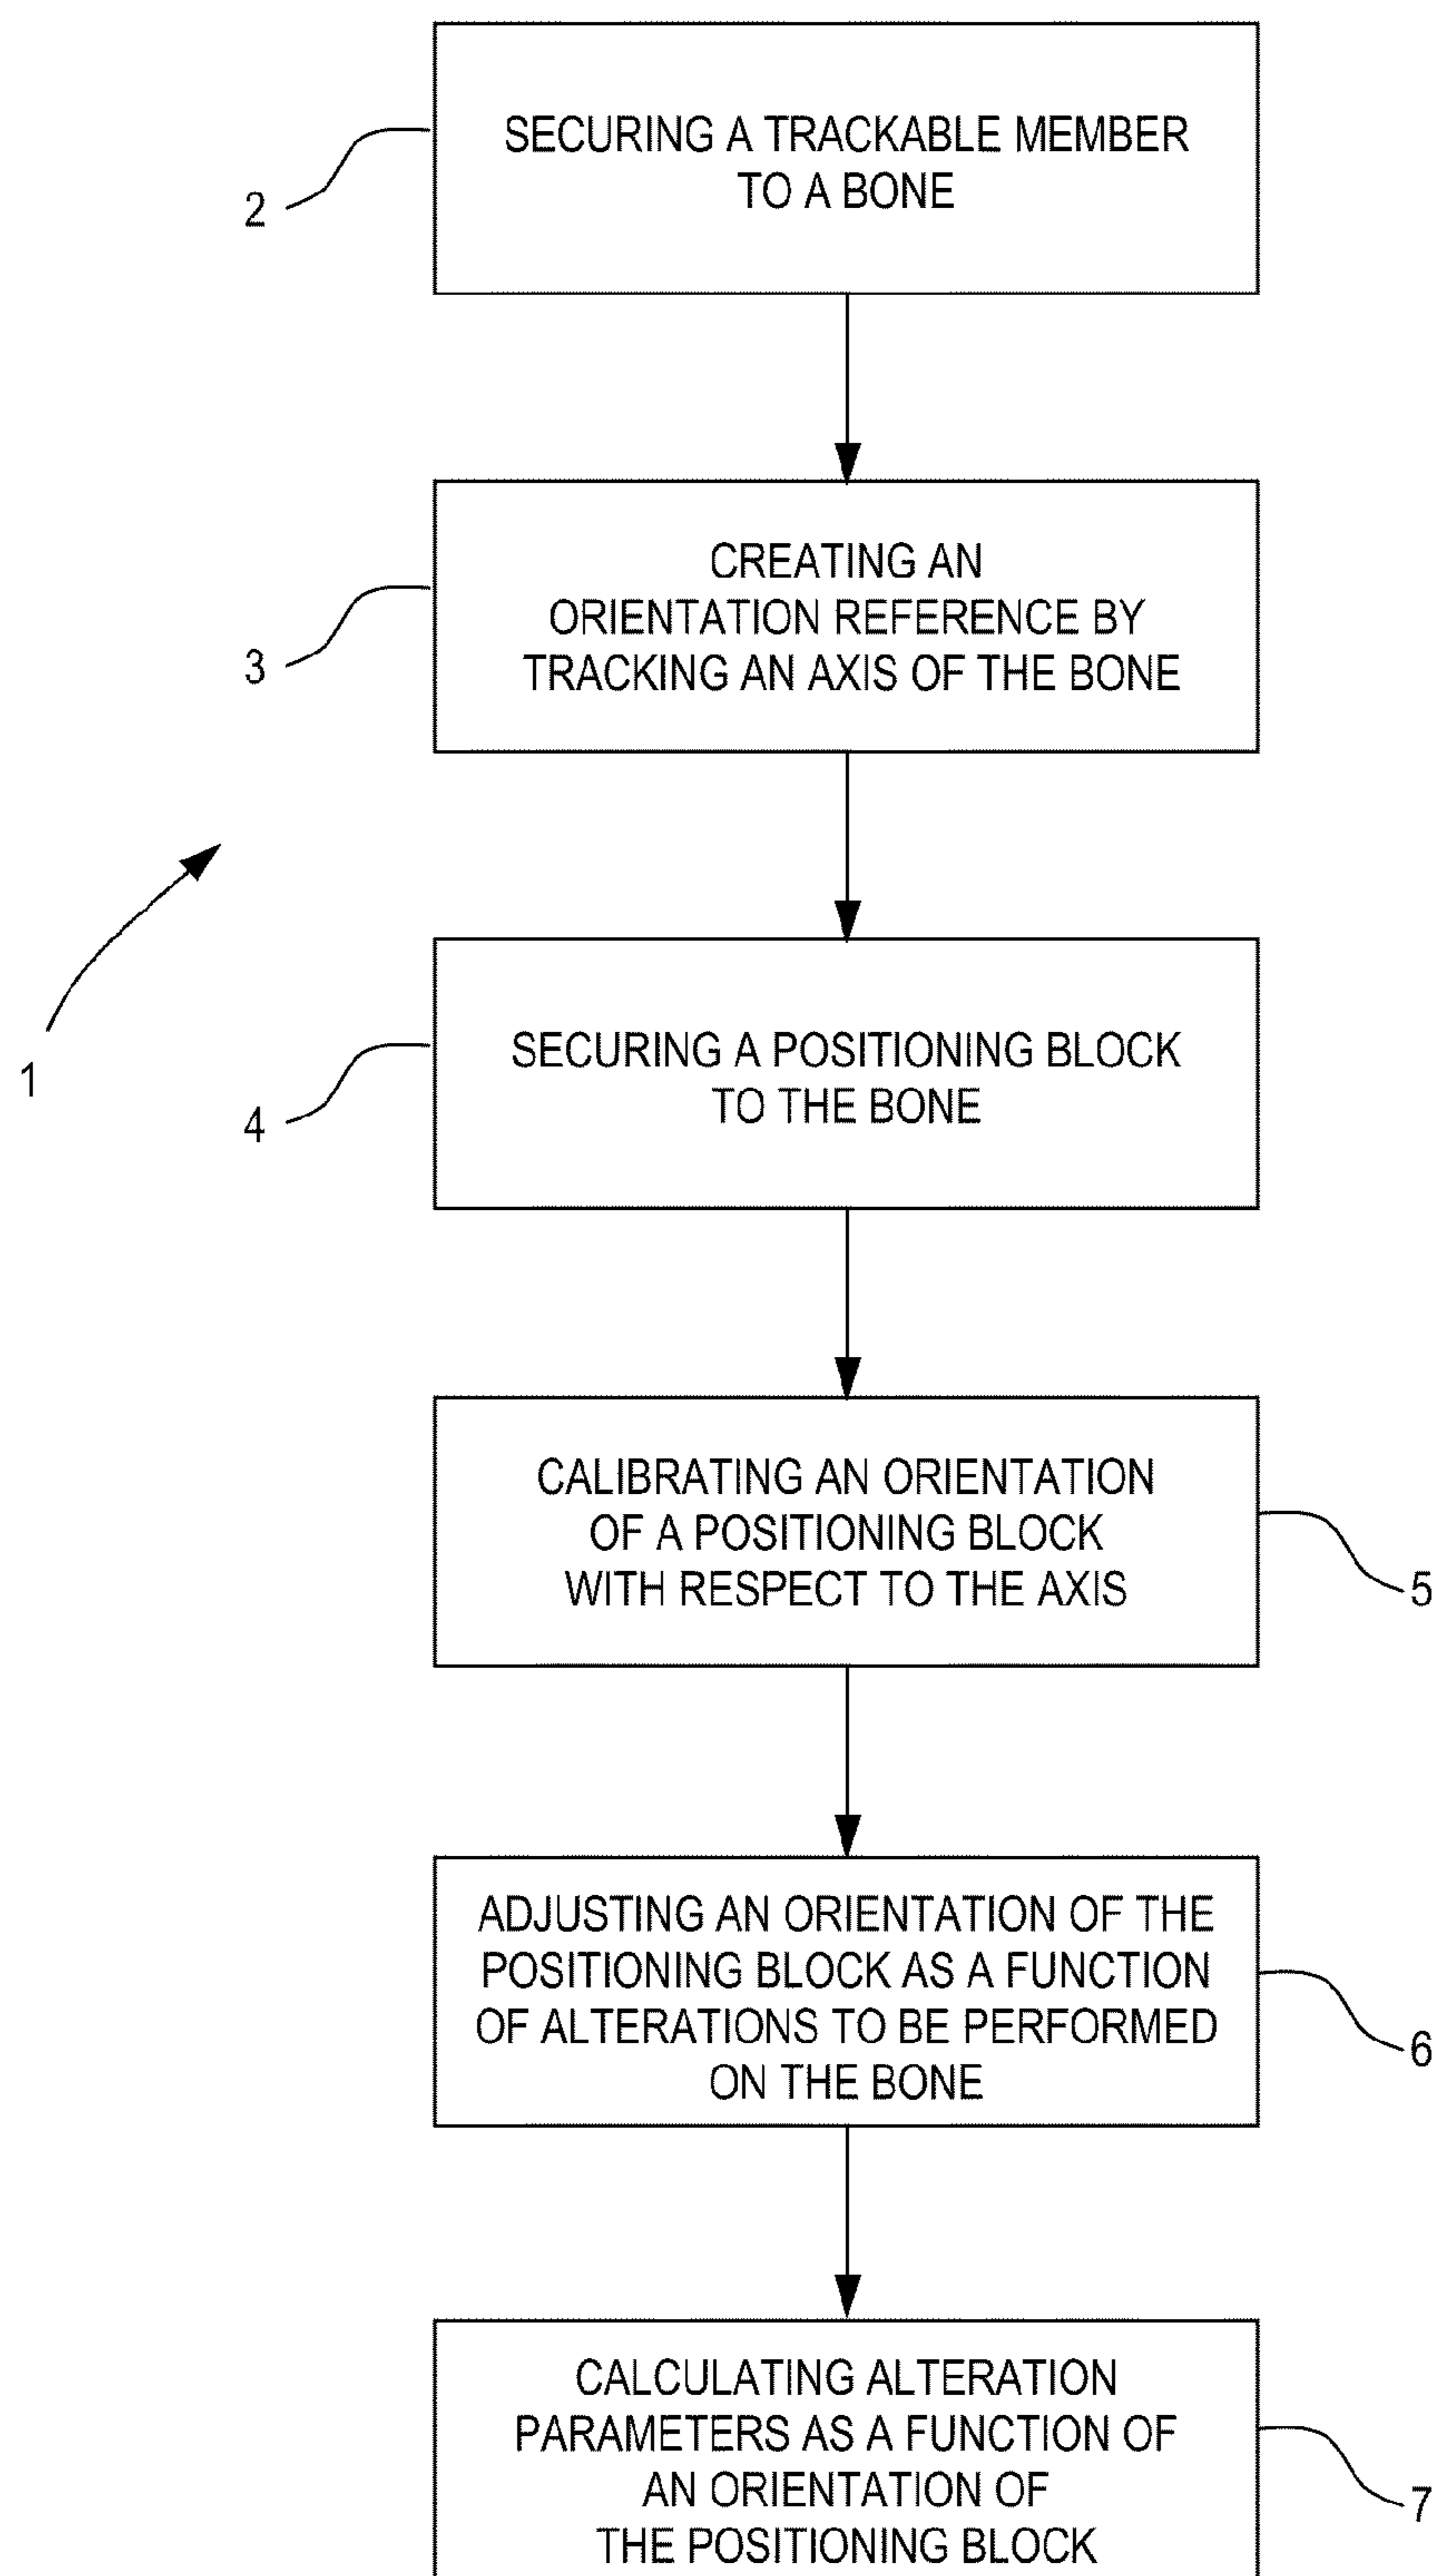 SECURING A TRACKABLE MEMBER
TO A BONE
2
CREATING AN
ORIENTATION REFERENCE BY
TRACKING AN AXIS OF THE BONE
3
1
SECURING A POSITIONING BLOCK
TO THE BONE
4
CALIBRATING AN ORIENTATION
OF A POSITIONING BLOCK
WITH RESPECT TO THE AXIS
5
ADJUSTING AN ORIENTATION OF THE
POSITIONING BLOCK AS A FUNCTION
OF ALTERATIONS TO BE PERFORMED
ON THE BONE
6
CALCULATING ALTERATION
PARAMETERS AS A FUNCTION OF
AN ORIENTATION OF
THE POSITIONING BLOCK
7